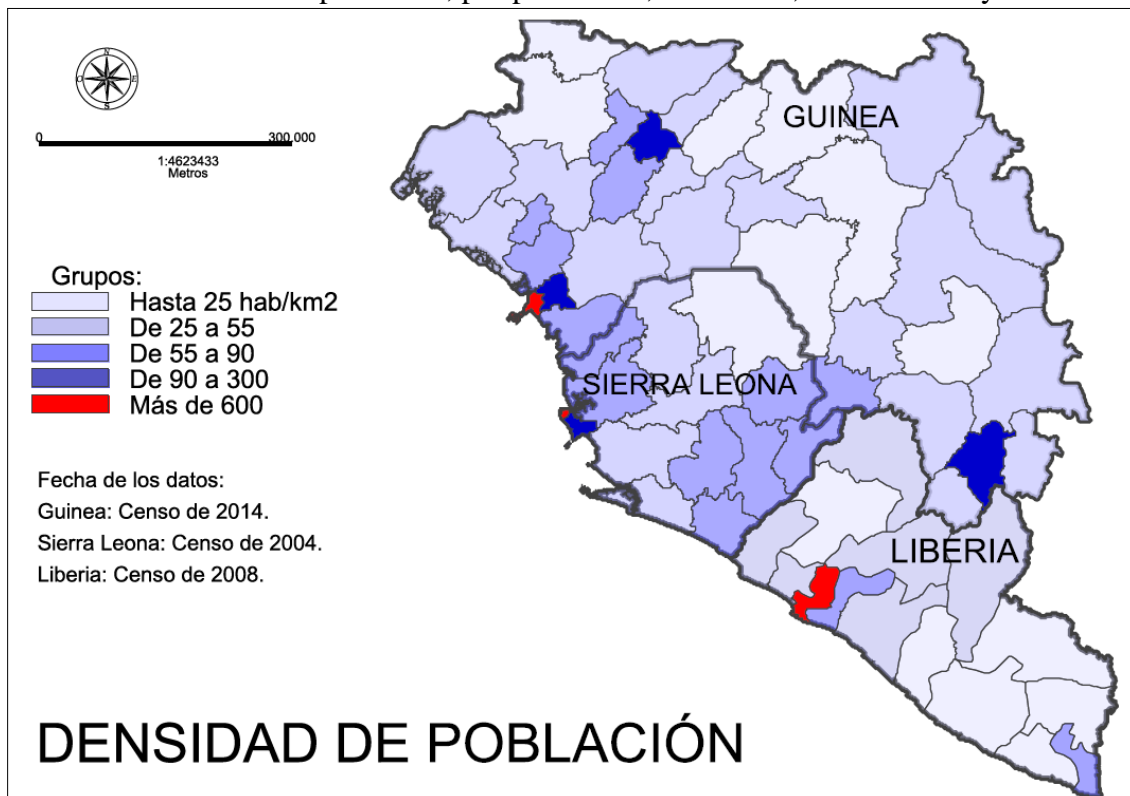 N
O E
S
0 300.000
1:4623433
Metros
Grupos:
Hasta 25 hab/km2
De 25 a 55
De 55 a 90
De 90 a 300
Más de 600
Fecha de los datos:
Guinea: Censo de 2014.
Sierra Leona: Censo de 2004.
Liberia: Censo de 2008.
GUINEA
SIERRA LEONA
LIBERIA
DENSIDAD DE POBLACIÓN